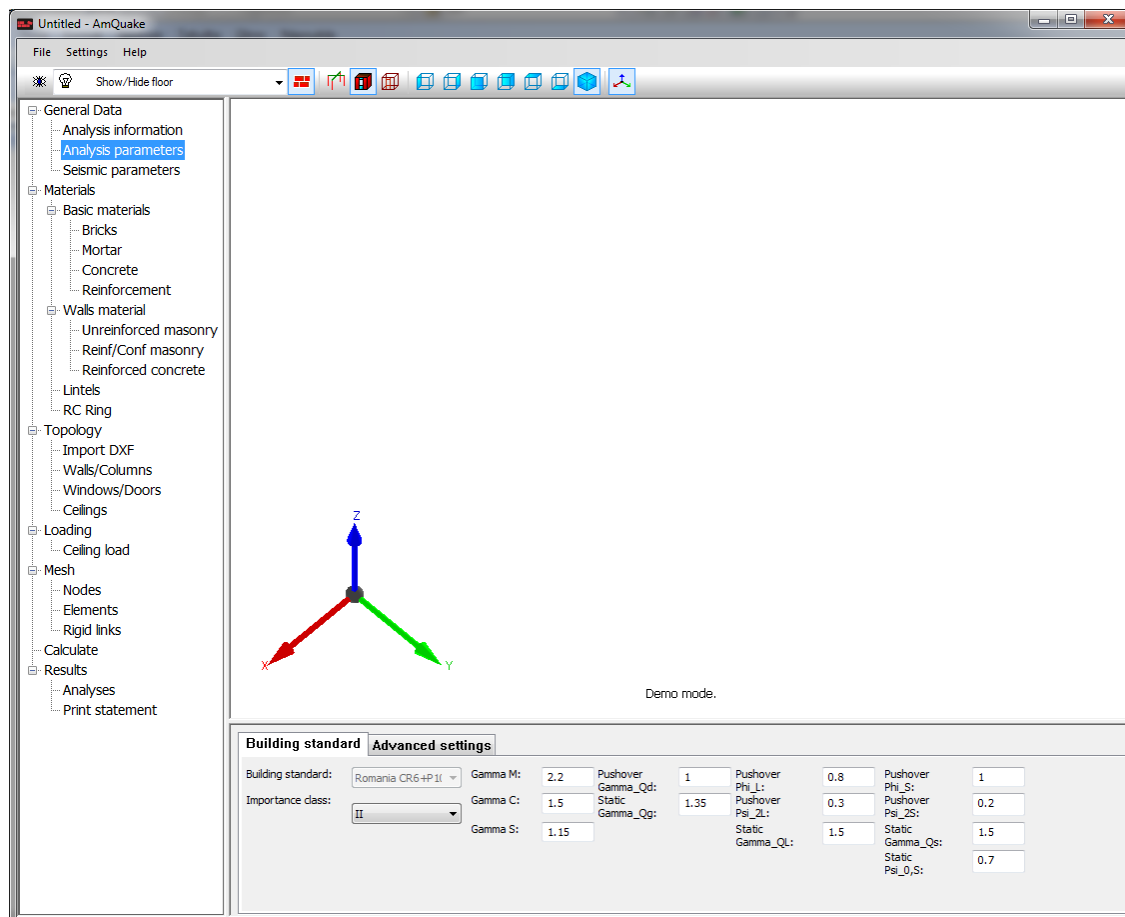 Untitled - AmQuake
File Settings Help
Show/Hide floor
General Data
Analysis information
Analysis parameters
Seismic parameters
Materials
Basic materials
Bricks
Mortar
Concrete
Reinforcement
Walls material
Unreinforced masonry
Reinf/Conf masonry
Reinforced concrete
Lintels
RC Ring
Topology
Import DXF
Walls/Columns
Windows/Doors
Ceilings
Loading
Ceiling load
Mesh
Nodes
Elements
Rigid links
Calculate
Results
Analyses
Print statement
Z
X
Y
Demo mode.
Building standard Advanced settings
Building standard: Romania CR6+P1( Gamma M: 2.2 Pushover Gamma_Qd: 1 Pushover Phi_L: 0.8 Pushover Phi_S: 1
Importance class: II Gamma C: 1.5 Static Gamma_Qg: 1.35 Pushover Psi_2L: 0.3 Pushover Psi_2S: 0.2
Gamma S: 1.15 Static Gamma_QL: 1.5 Static Gamma_Qs: 1.5
Static Psi_0,S: 0.7